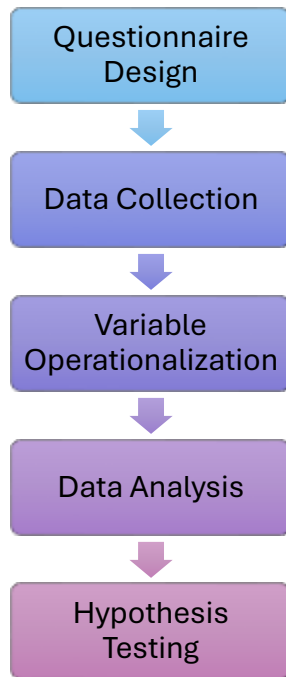 Questionnaire
Design
Data Collection
Variable
Operationalization
Data Analysis
Hypothesis
Testing